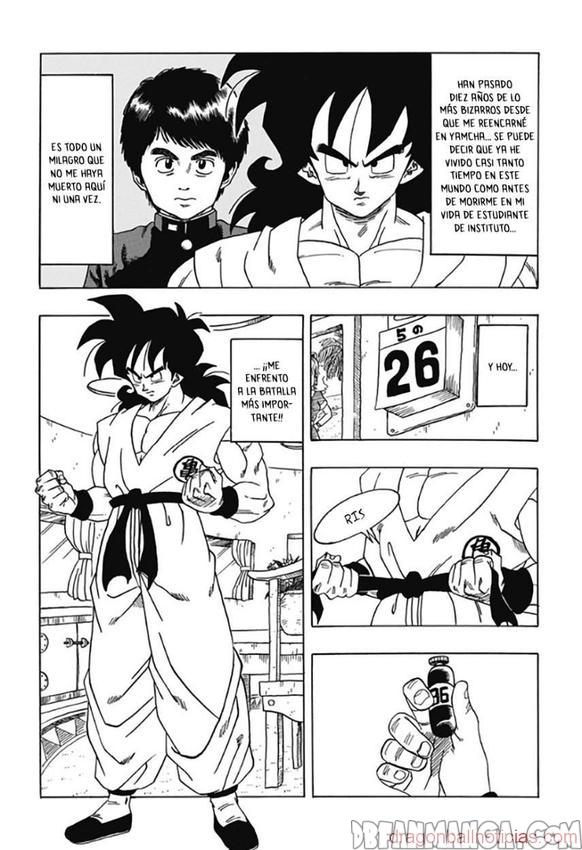 HAN PASADO
DIEZ AÑOS DE LO
MÁS BIZARROS DESDE
QUE ME REENCARNÉ
EN YAMCHA... SE PUEDE
DECIR QUE YA HE
VIVIDO CASI TANTO
TIEMPO EN ESTE
MUNDO COMO ANTES
DE MORIRME EN MI
VIDA DE ESTUDIANTE
DE INSTITUTO...
ES TODO UN
MILAGRO QUE
NO ME HAYA
MUERTO AQUÍ
NI UNA VEZ.
5の
26
Y HOY...
... ¡¡ME
ENFRENTO
A LA BATALLA
MÁS IMPOR-
TANTE!!
亀
RIS
亀
36
DBFANMANGA.COM
dragonballnoticias.com